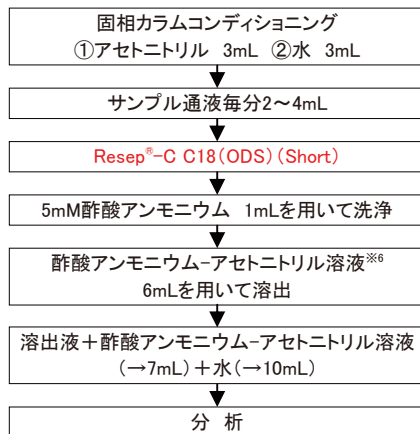 固相カラムコンディショニング
①アセトニトリル 3mL ②水 3mL
サンプル通液毎分2～4mL
Resep®-C C18(ODS)(Short)
5mM酢酸アンモニウム 1mLを用いて洗浄
酢酸アンモニウム-アセトニトリル溶液※6
6mLを用いて溶出
溶出液＋酢酸アンモニウム-アセトニトリル溶液
(→7mL)＋水(→10mL)
分 析